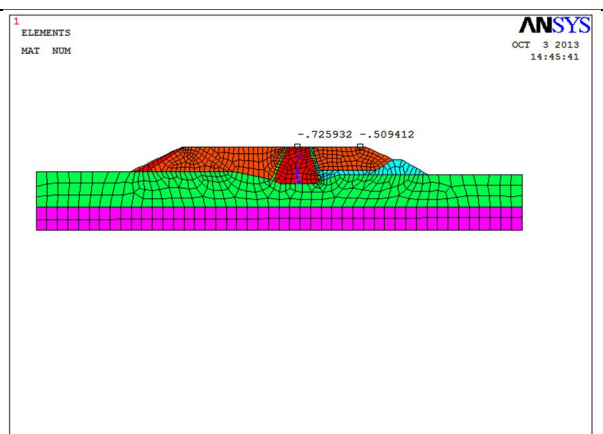 1
ELEMENTS
MAT NUM
ANSYS
OCT 3 2013
14:45:41
-.725932 -.509412